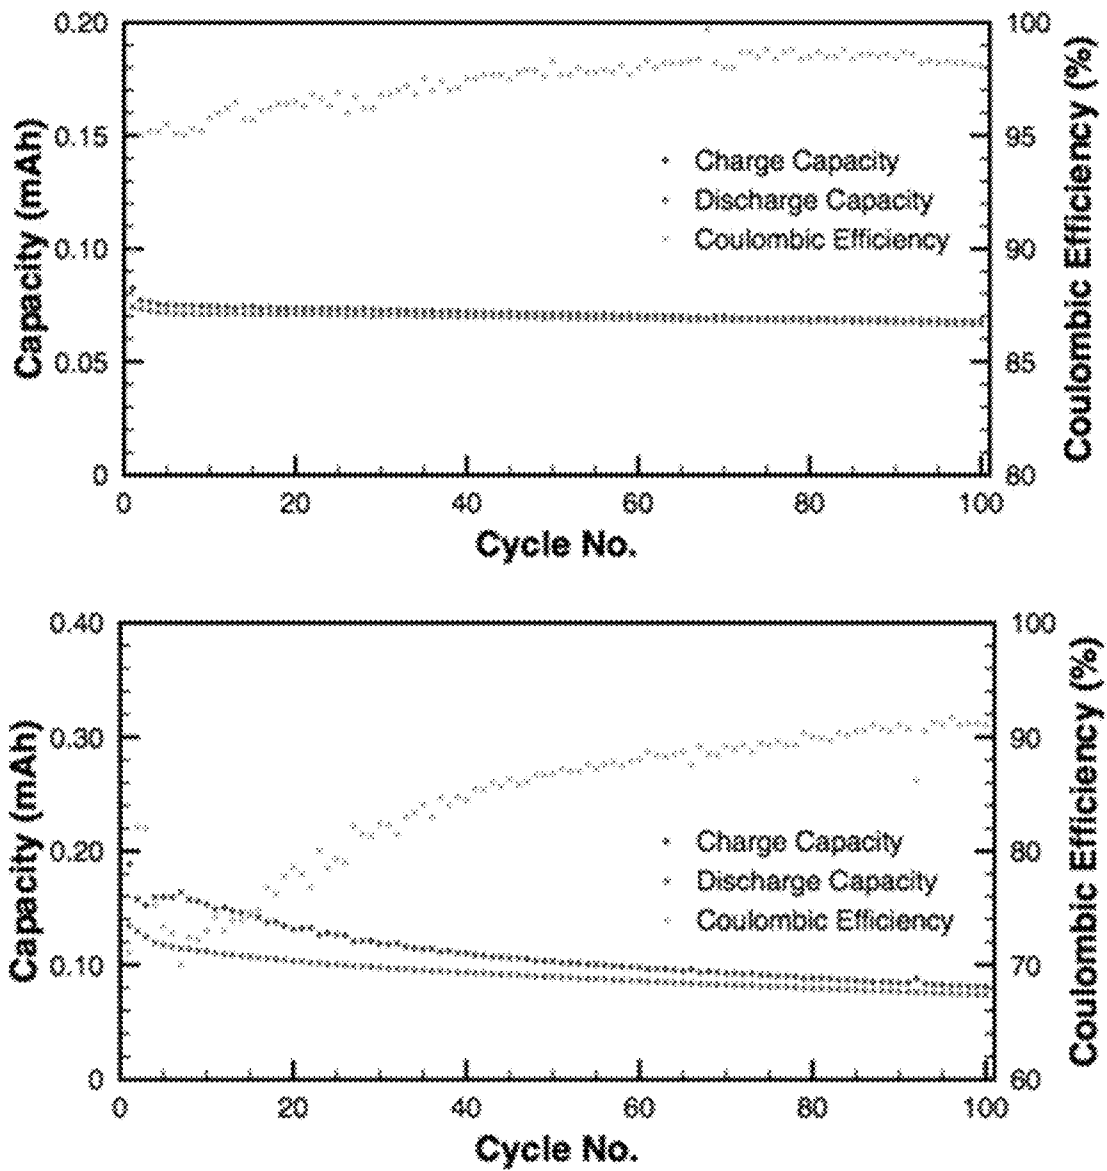 0.20
100
0.15
95
Charge Capacity
Discharge Capacity
Coulombic Efficiency
0.10
90
0.05
85
0
80
0 20 40 60 80 100
Cycle No.
Capacity (mAh)
Coulombic Efficiency (%)
0.40
100
0.30
90
Charge Capacity
0.20
80
Discharge Capacity
Coulombic Efficiency
0.10
70
0
60
0 20 40 60 80 100
Cycle No.
Capacity (mAh)
Coulombic Efficiency (%)